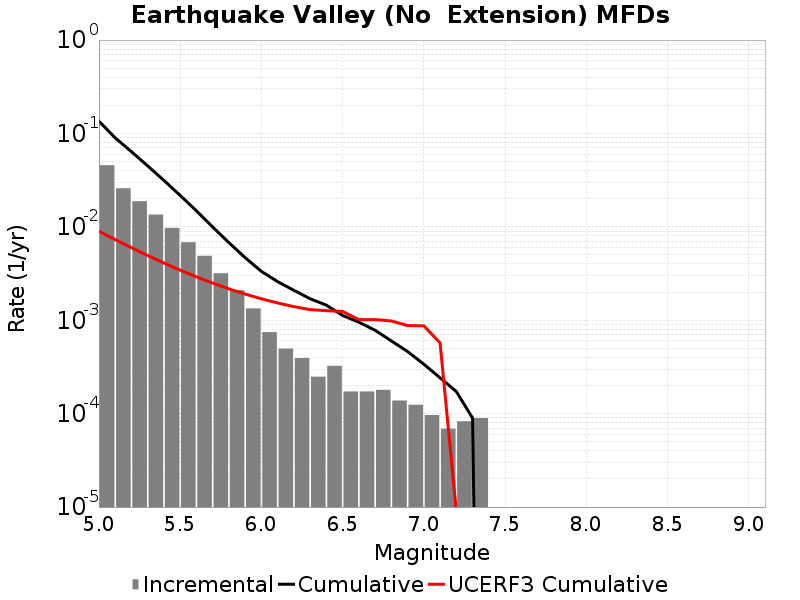 Earthquake Valley (No  Extension) MFDs
10^0
10^-1
10^-2
10^-3
10^-4
10^-5
Rate (1/yr)
5.0 5.5 6.0 6.5 7.0 7.5 8.0 8.5 9.0
Magnitude
Incremental Cumulative UCERF3 Cumulative